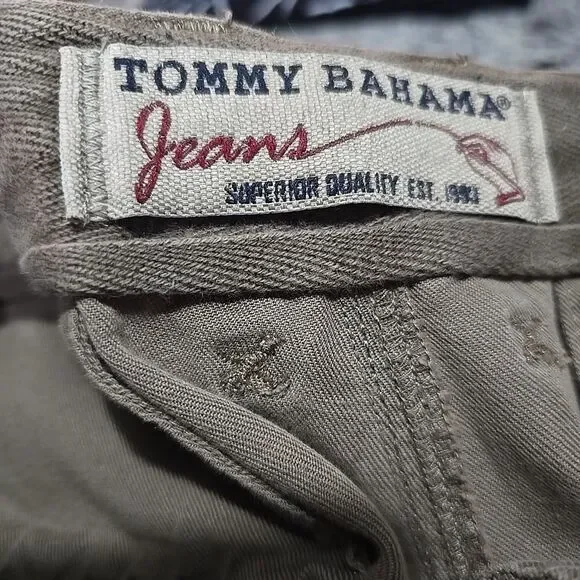 TOMMY BAHAMA®
Jeans
SUPERIOR QUALITY EST. 1993